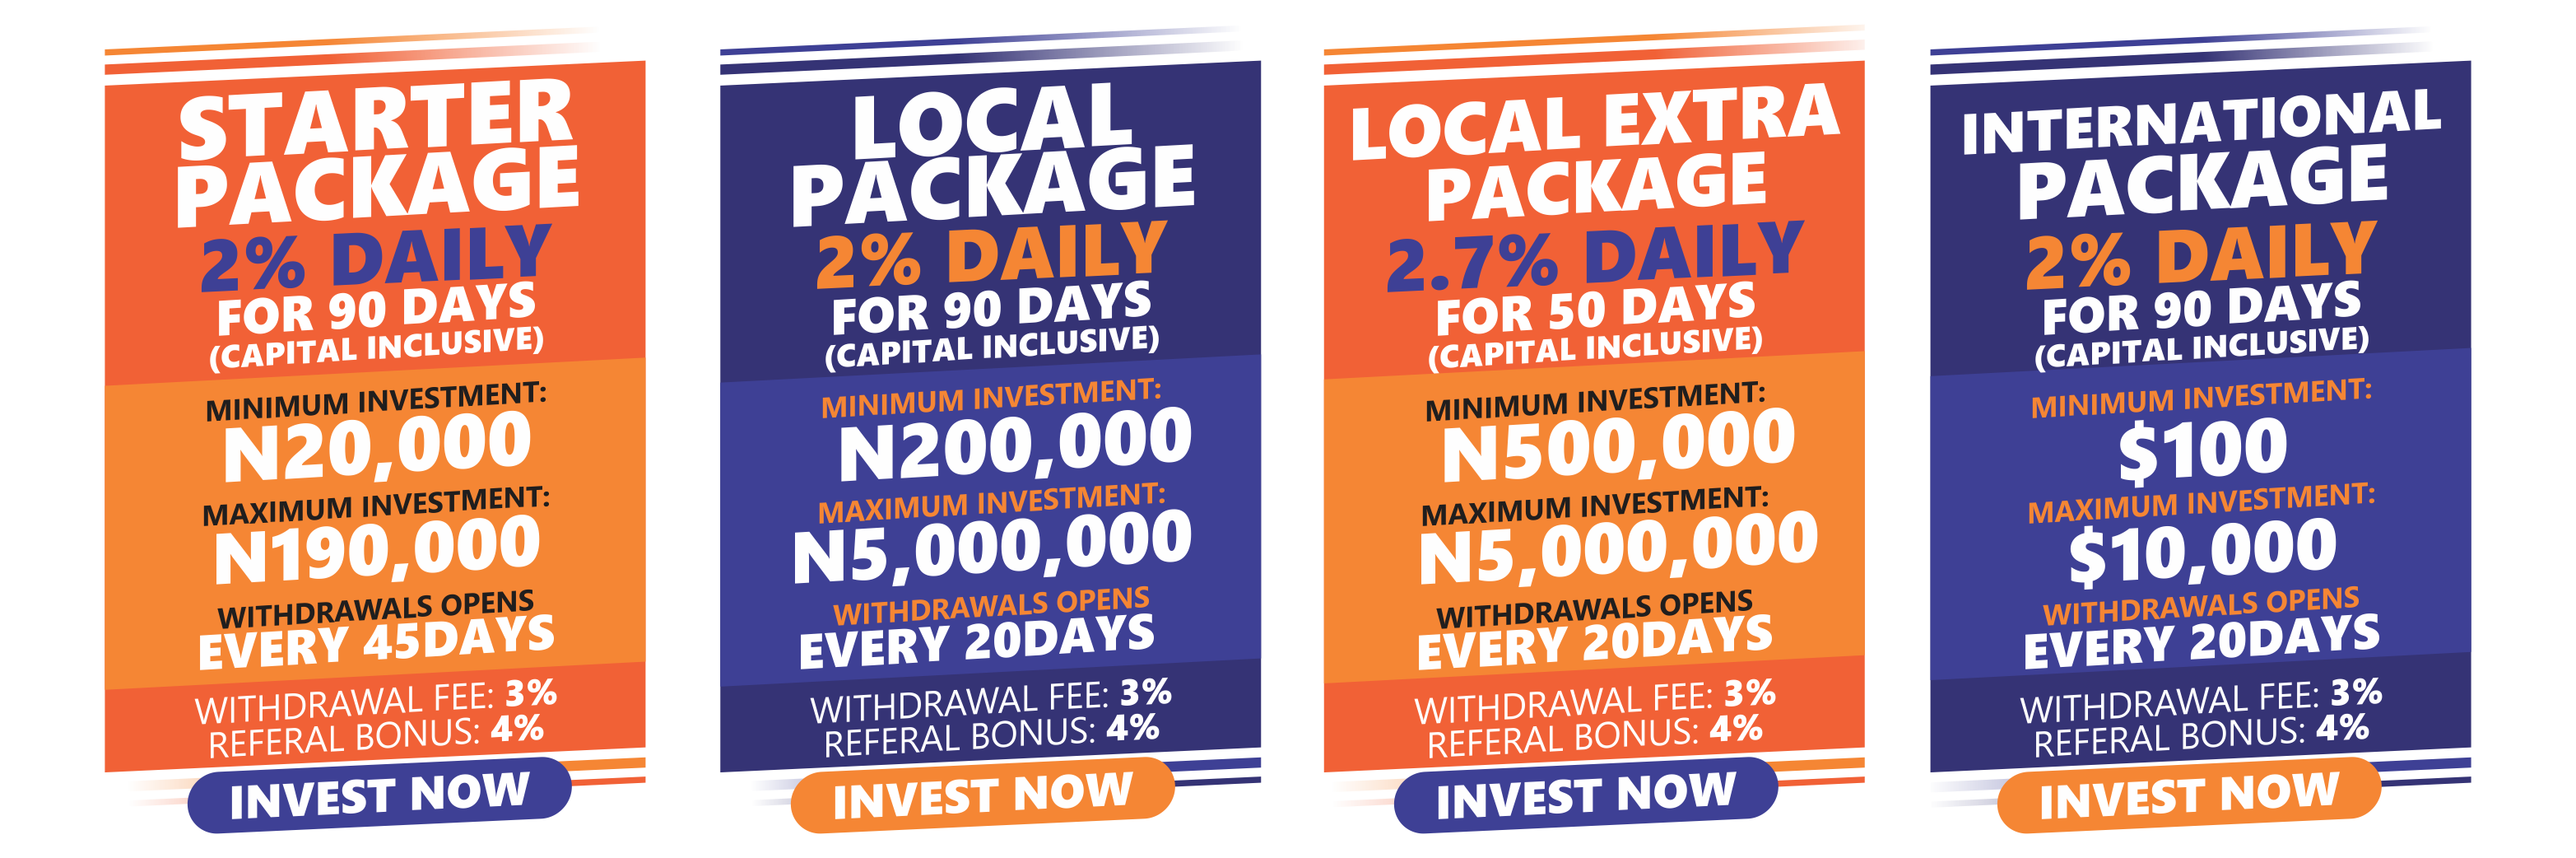 STARTER
PACKAGE
2% DAILY
FOR 90 DAYS
(CAPITAL INCLUSIVE)
MINIMUM INVESTMENT:
N20,000
MAXIMUM INVESTMENT:
N190,000
WITHDRAWALS OPENS
EVERY 45DAYS
WITHDRAWAL FEE: 3%
REFERAL BONUS: 4%
INVEST NOW
LOCAL
PACKAGE
2% DAILY
FOR 90 DAYS
(CAPITAL INCLUSIVE)
MINIMUM INVESTMENT:
N200,000
MAXIMUM INVESTMENT:
N5,000,000
WITHDRAWALS OPENS
EVERY 20DAYS
WITHDRAWAL FEE: 3%
REFERAL BONUS: 4%
INVEST NOW
LOCAL EXTRA
PACKAGE
2.7% DAILY
FOR 50 DAYS
(CAPITAL INCLUSIVE)
MINIMUM INVESTMENT:
N500,000
MAXIMUM INVESTMENT:
N5,000,000
WITHDRAWALS OPENS
EVERY 20DAYS
WITHDRAWAL FEE: 3%
REFERAL BONUS: 4%
INVEST NOW
INTERNATIONAL
PACKAGE
2% DAILY
FOR 90 DAYS
(CAPITAL INCLUSIVE)
MINIMUM INVESTMENT:
$100
MAXIMUM INVESTMENT:
$10,000
WITHDRAWALS OPENS
EVERY 20DAYS
WITHDRAWAL FEE: 3%
REFERAL BONUS: 4%
INVEST NOW